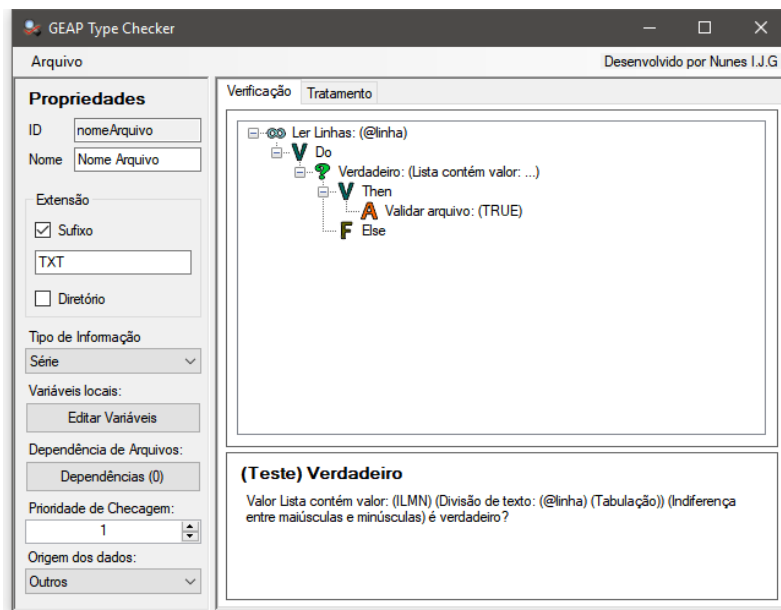 GEAP Type Checker
Arquivo
Desenvolvido por Nunes I.J.G
Propriedades
ID
nomeArquivo
Nome
Nome Arquivo
Extensão
Sufixo
TXT
Diretório
Tipo de Informação
Série
Variáveis locais:
Editar Variáveis
Dependência de Arquivos:
Dependências (0)
Prioridade de Checagem:
1
Origem dos dados:
Outros
Verificação
Tratamento
Ler Linhas: (@linha)
V Do
? Verdadeiro: (Lista contém valor: ...)
V Then
A Validar arquivo: (TRUE)
F Else
(Teste) Verdadeiro
Valor Lista contém valor: (ILMN) (Divisão de texto: (@linha) (Tabulação)) (Indiferença
entre maiúsculas e minúsculas) é verdadeiro?